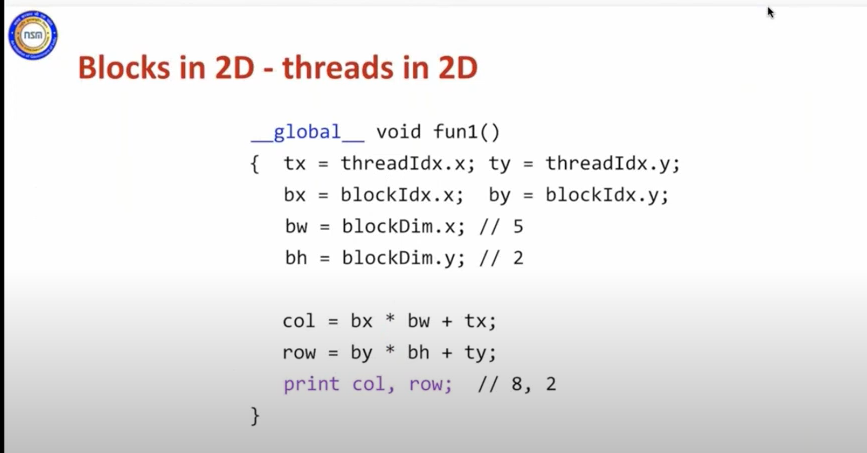 nsm
Blocks in 2D - threads in 2D
__global__ void fun1()
{ tx = threadIdx.x; ty = threadIdx.y;
bx = blockIdx.x; by = blockIdx.y;
bw = blockDim.x; // 5
bh = blockDim.y; // 2
col = bx * bw + tx;
row = by * bh + ty;
print col, row; // 8, 2
}